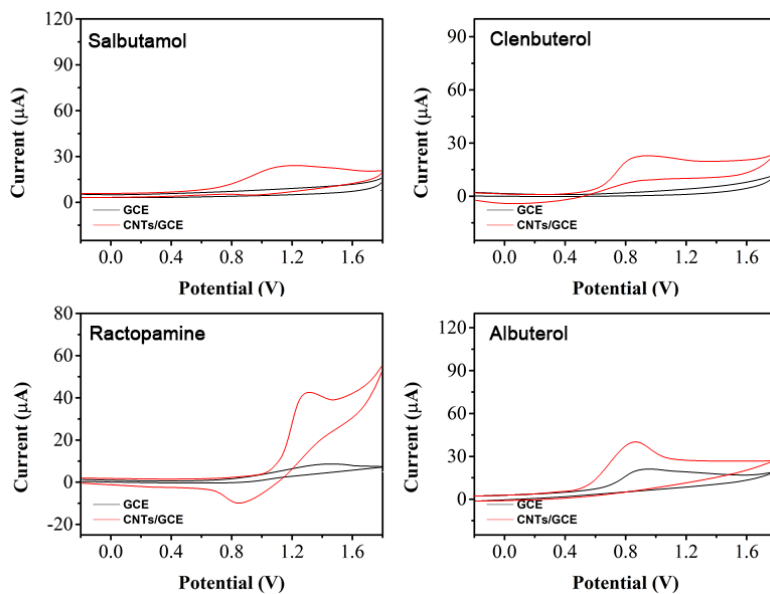 Salbutamol
120
90
60
30
0
Current (μA)
GCE
CNTs/GCE
0.0 0.4 0.8 1.2 1.6
Potential (V)
Clenbuterol
90
60
30
0
Current (μA)
GCE
CNTs/GCE
0.0 0.4 0.8 1.2 1.6
Potential (V)
Ractopamine
80
60
40
20
0
-20
Current (μA)
GCE
CNTs/GCE
0.0 0.4 0.8 1.2 1.6
Potential (V)
Albuterol
120
90
60
30
0
Current (μA)
GCE
CNTs/GCE
0.0 0.4 0.8 1.2 1.6
Potential (V)